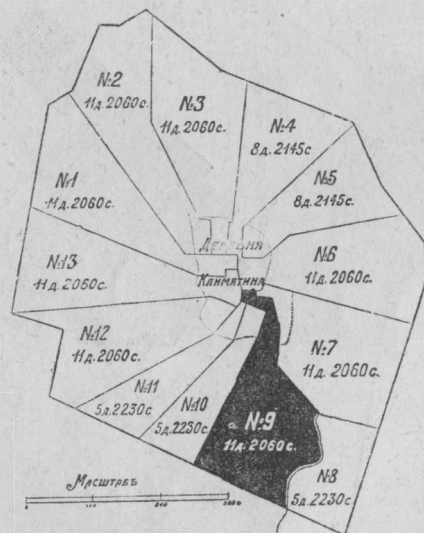 №2
11д. 2060с.
№3
11д. 2060с.
№4
8д. 2145с
№5
8д. 2145с
№1
11д. 2060с.
№6
11д. 2060с.
Деревня
Климятина
№13
11д. 2060с.
№7
11д. 2060с.
№12
11д. 2060с.
№11
5д. 2230с
№10
5д. 2230с.
№9
11д. 2060с.
№8
5д. 2230с.
Масштабъ